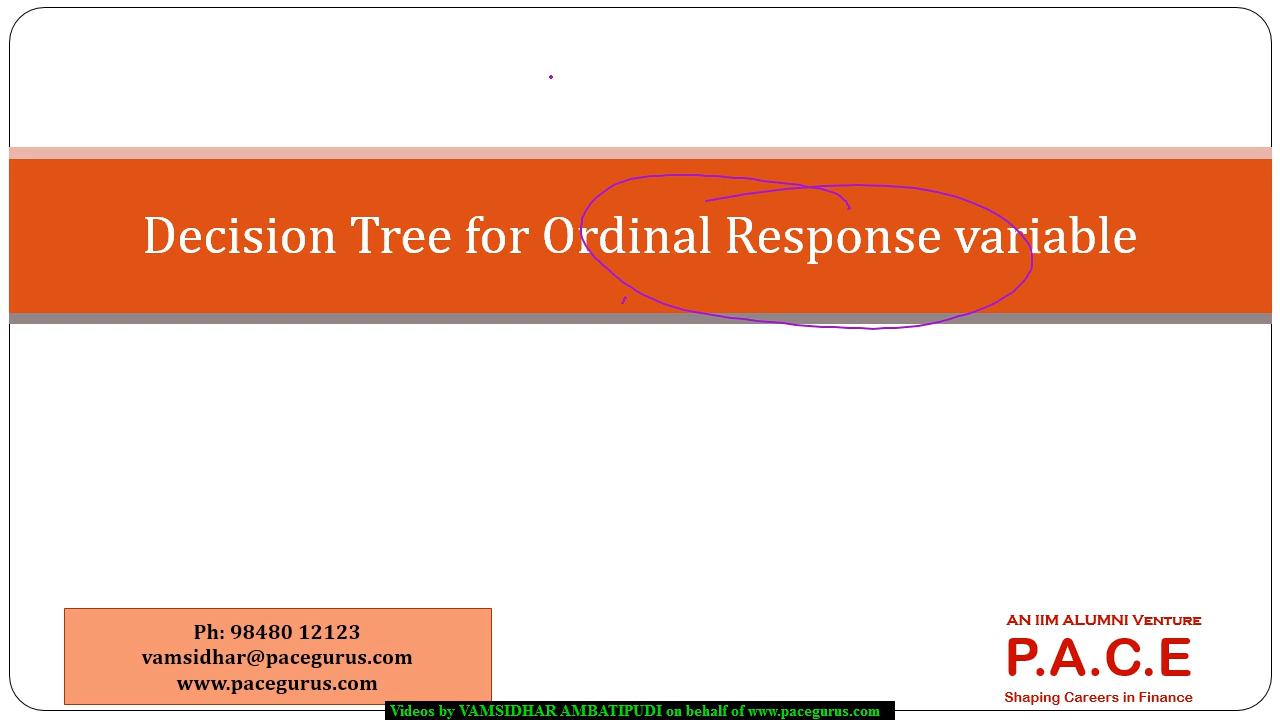 Decision Tree for Ordinal Response variable
Ph: 98480 12123
vamsidhar@pacegurus.com
www.pacegurus.com
AN IIM ALUMNI VENTURE
P.A.C.E
Shaping Careers in Finance
Videos by VAMSIDHAR AMBATIPUDI on behalf of www.pacegurus.com